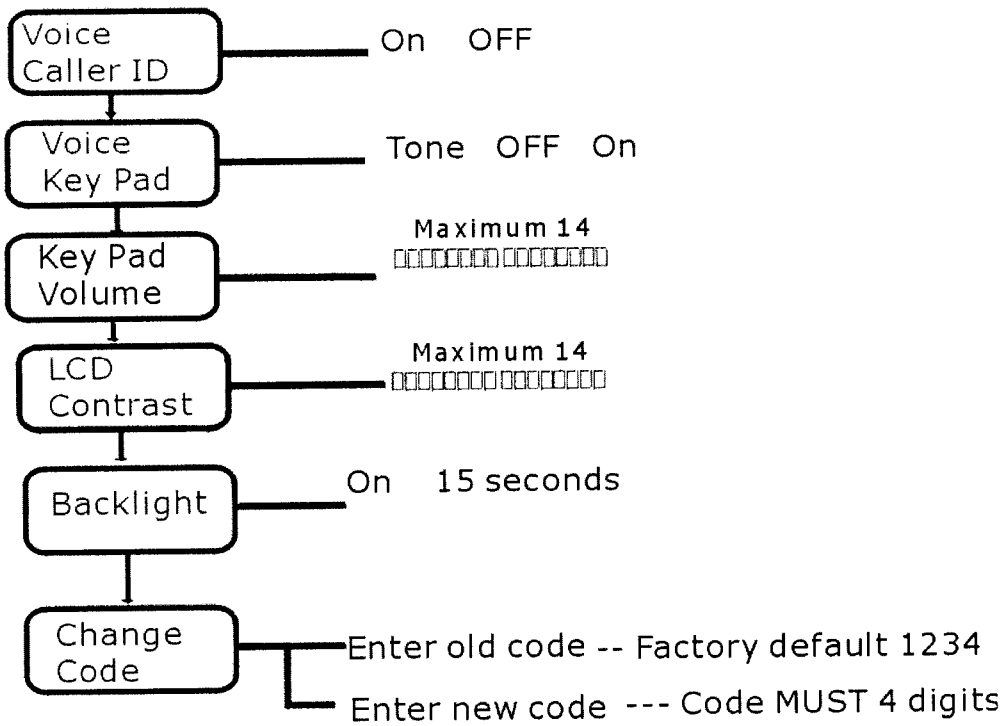 Voice
Caller ID
On OFF
Voice
Key Pad
Tone OFF On
Key Pad
Volume
Maximum 14
LCD
Contrast
Maximum 14
Backlight
On 15 seconds
Change
Code
Enter old code -- Factory default 1234
Enter new code --- Code MUST 4 digits